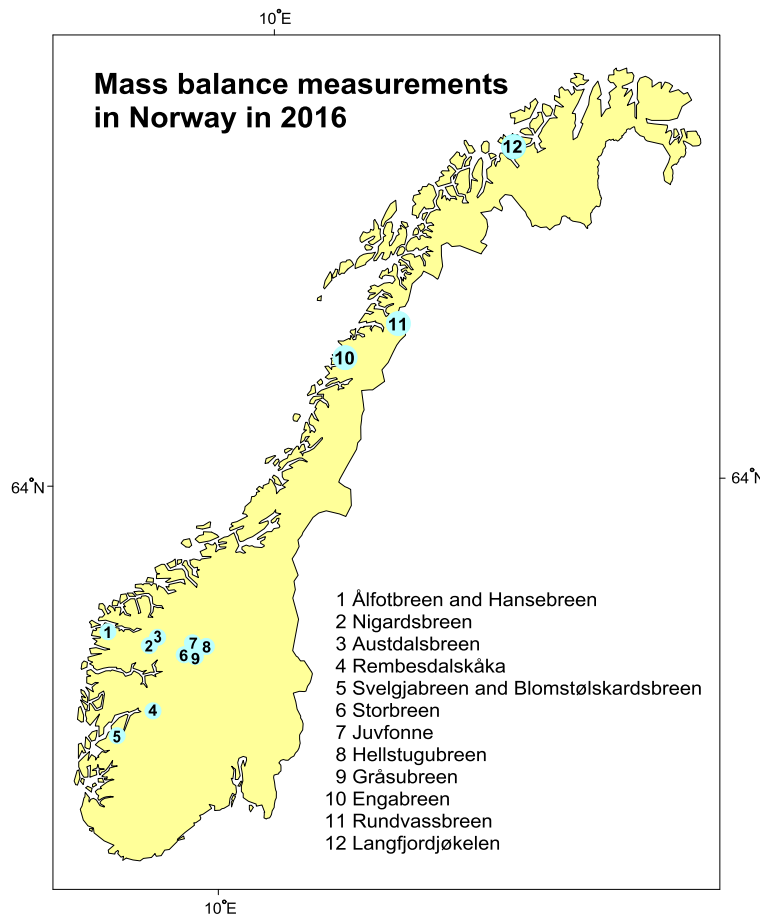 10°E
Mass balance measurements
in Norway in 2016
12
11
10
64°N
64°N
1
3
2
7
8
6
9
4
5
1 Ålfotbreen and Hansebreen
2 Nigardsbreen
3 Austdalsbreen
4 Rembesdalskåka
5 Svelgjabreen and Blomstølskardsbreen
6 Storbreen
7 Juvfonne
8 Hellstugubreen
9 Gråsubreen
10 Engabreen
11 Rundvassbreen
12 Langfjordjøkelen
10°E